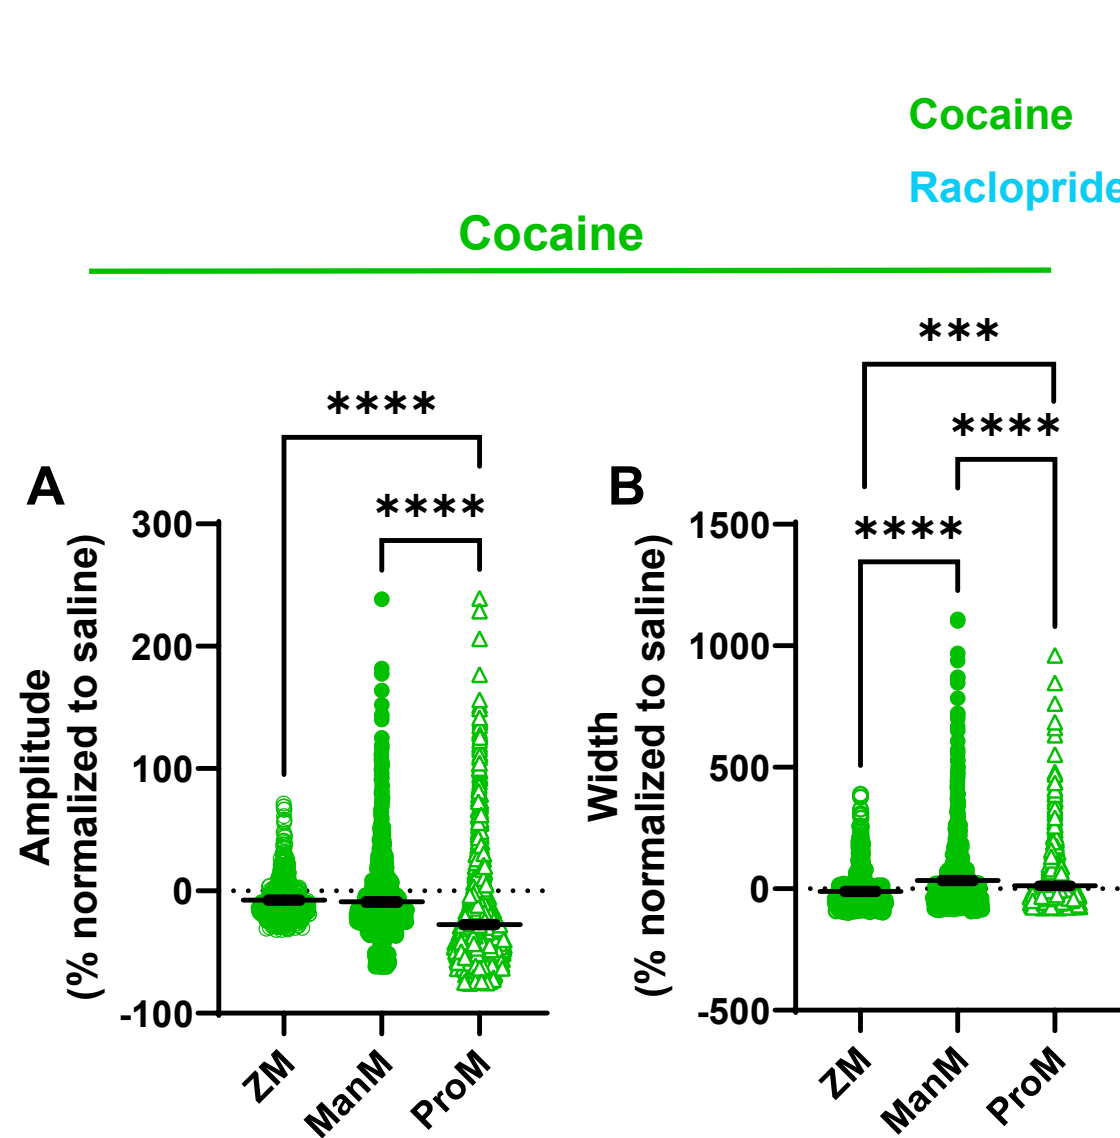 Cocaine
Raclopride
Cocaine
***
****
****
****
****
A
B
Amplitude
(% normalized to saline)
300
200
100
0
-100
ZM
ManM
ProM
Width
(% normalized to saline)
1500
1000
500
0
-500
ZM
ManM
ProM